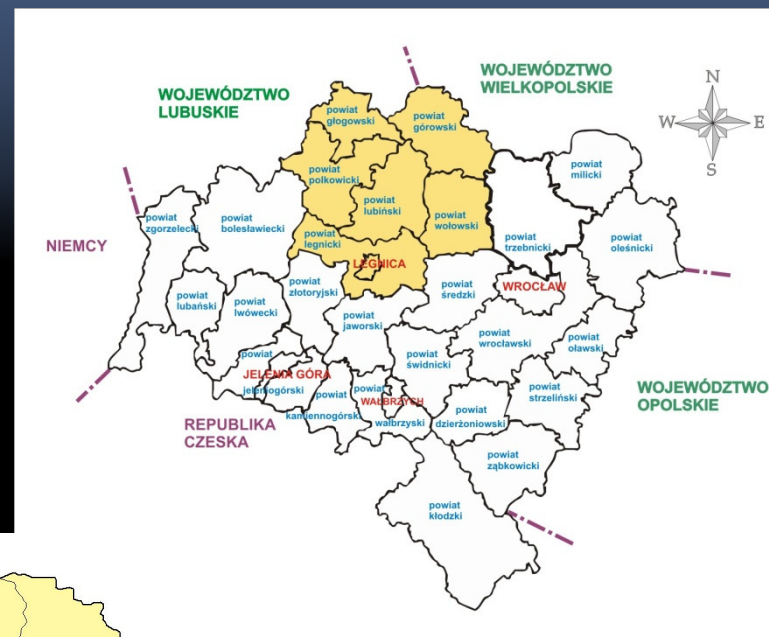 WOJEWÓDZTWO
LUBUSKIE
WOJEWÓDZTWO
WIELKOPOLSKIE
N
W
E
S
powiat
głogowski
powiat
górowski
powiat
polkowicki
powiat
lubiński
powiat
wołowski
powiat
milicki
powiat
trzebnicki
powiat
oleśnicki
powiat
zgorzelecki
powiat
bolesławiecki
powiat
legnicki
LEGNICA
NIEMCY
powiat
lubański
powiat
lwówecki
powiat
złotoryjski
powiat
jaworski
powiat
średzki
WROCŁAW
powiat
wrocławski
powiat
oławski
powiat
świdnicki
powiat
JELENIA GÓRA
jeleniogórski
powiat
kamiennogórski
powiat
WAŁBRZYCH
wałbrzyski
powiat
dzierżoniowski
powiat
strzeliński
WOJEWÓDZTWO
OPOLSKIE
REPUBLIKA
CZESKA
powiat
ząbkowicki
powiat
kłodzki